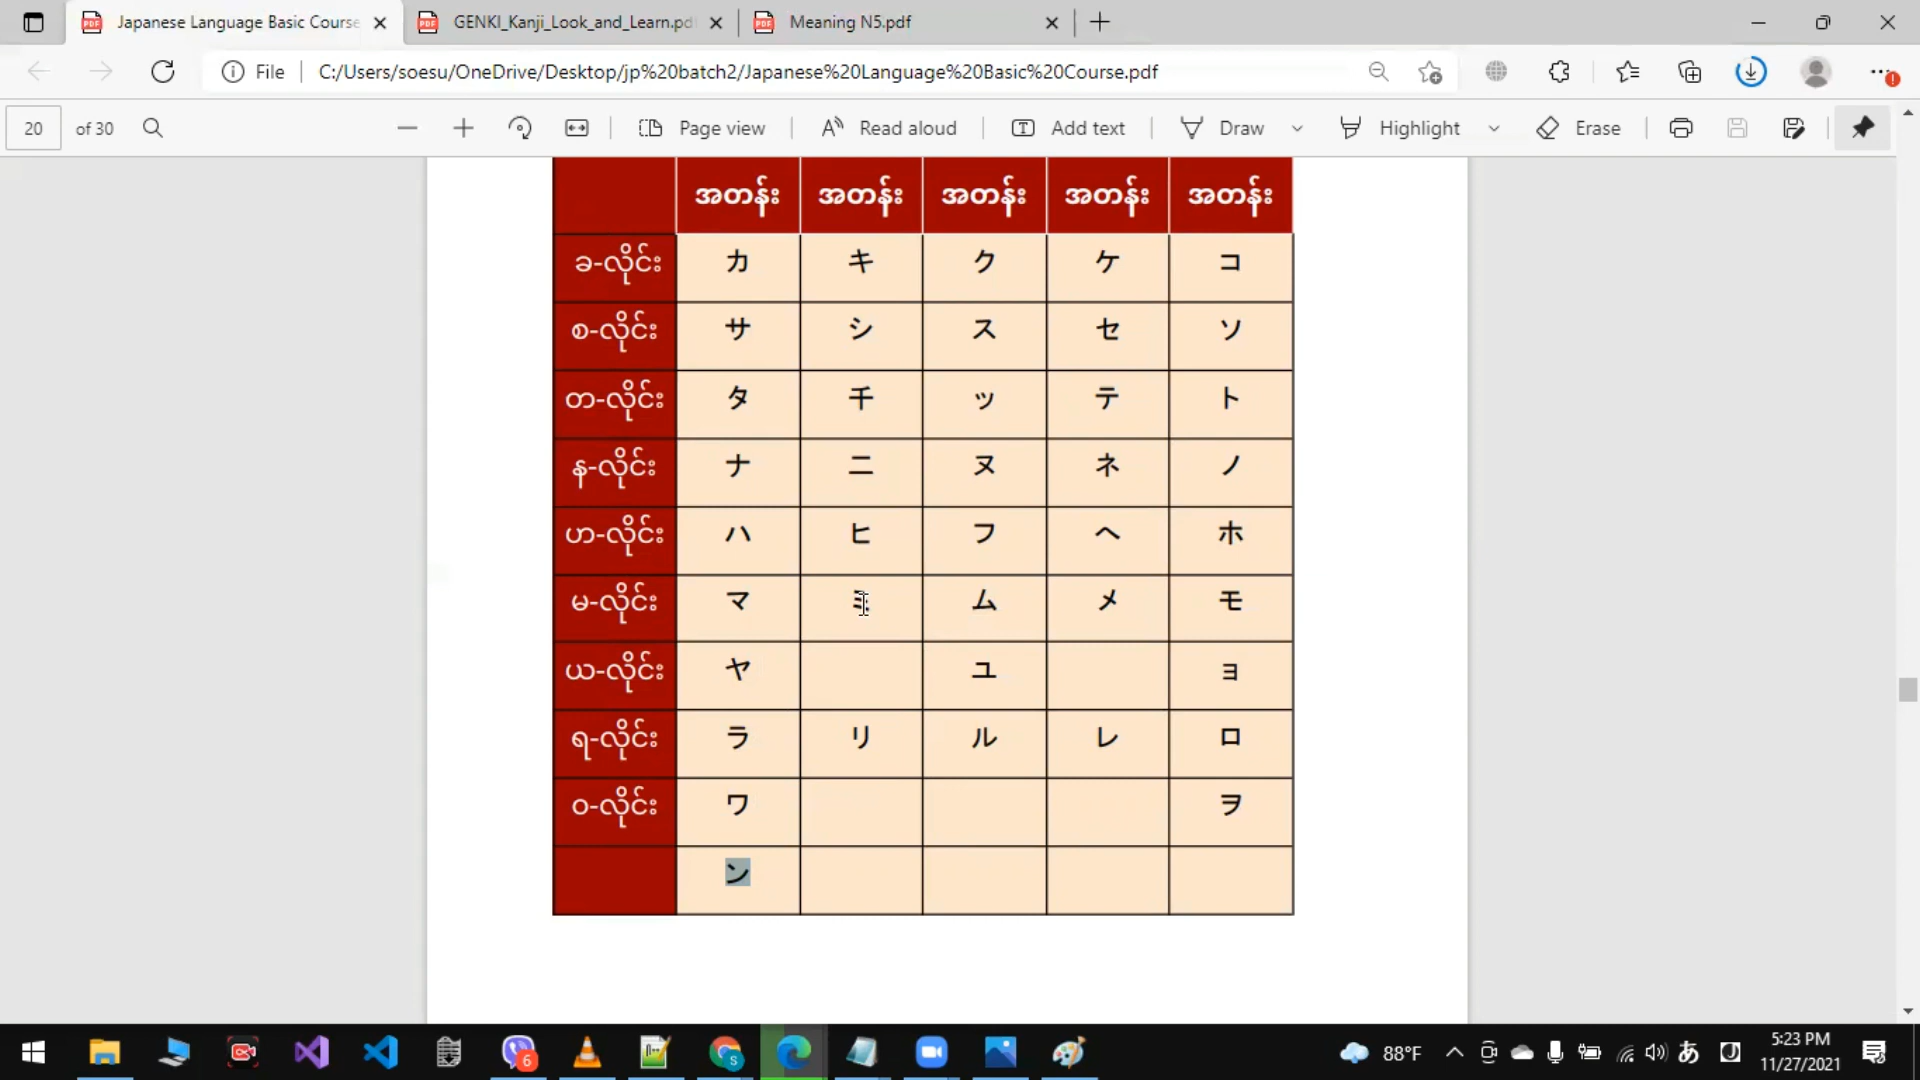 Japanese Language Basic Course
GENKI_Kanji_Look_and_Learn.pd
Meaning N5.pdf
File
C:/Users/soesu/OneDrive/Desktop/jp%20batch2/Japanese%20Language%20Basic%20Course.pdf
20 of 30
Page view
Read aloud
Add text
Draw
Highlight
Erase
အတန်း အတန်း အတန်း အတန်း အတန်း
ခ-လိုင်း カ キ ク ケ コ
စ-လိုင်း サ シ ス セ ソ
တ-လိုင်း タ 千 ッ テ ト
န-လိုင်း ナ ニ ヌ ネ ノ
ဟ-လိုင်း ハ ヒ フ ヘ ホ
မ-လိုင်း マ ミ ム メ モ
ယ-လိုင်း ヤ ユ ヨ
ရ-လိုင်း ラ リ ル レ ロ
ဝ-လိုင်း ワ ヲ
ン
6
S
88°F
あ
J
5:23 PM
11/27/2021